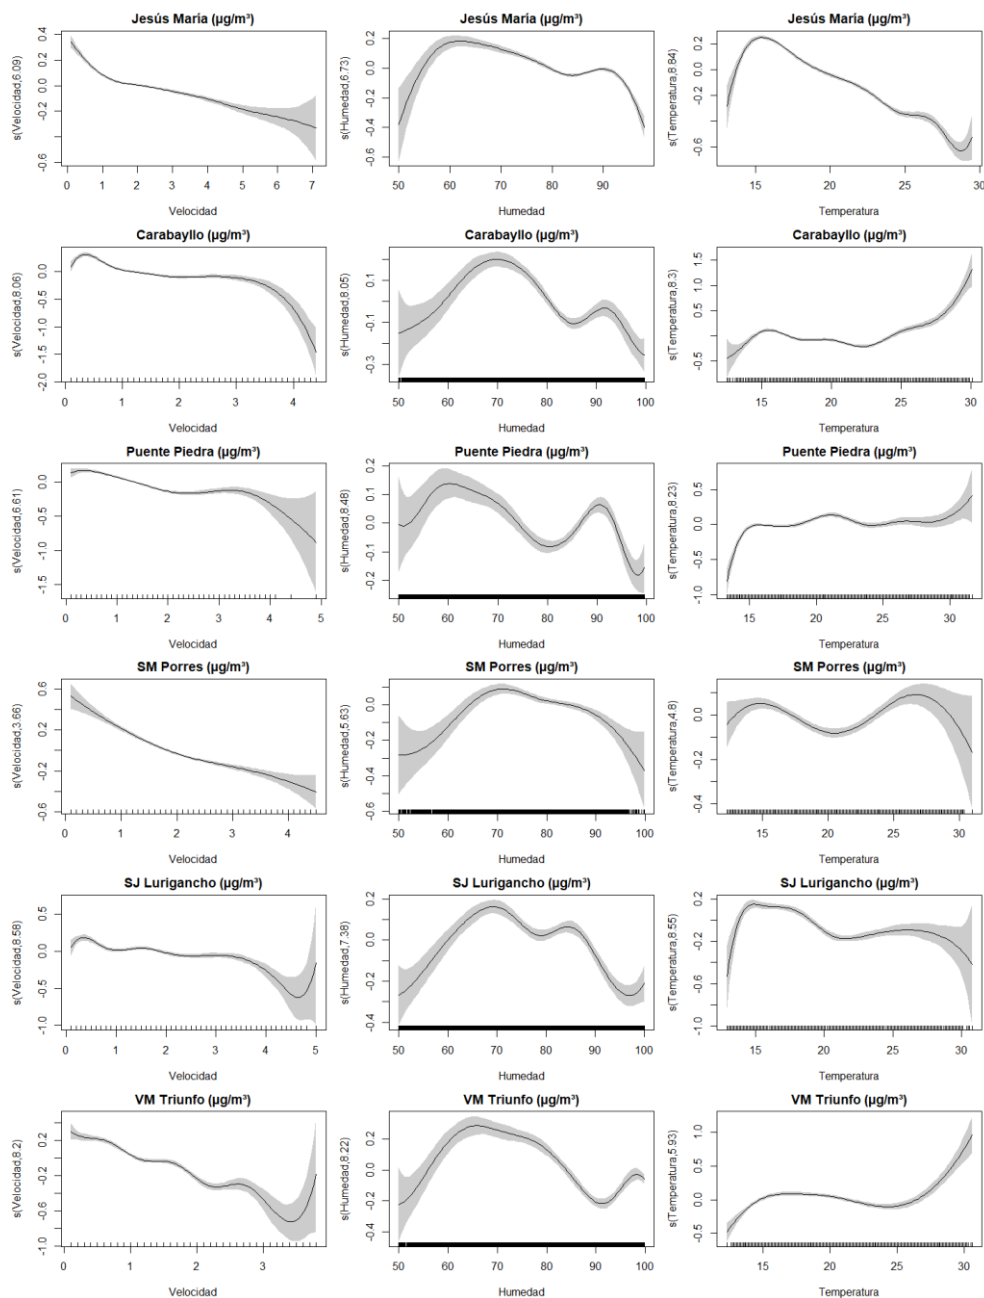 Jesús María (µg/m³)
s(Velocidad,6.09)
-0.6 -0.2 0.0 0.2 0.4
0 1 2 3 4 5 6 7
Velocidad
Jesús María (µg/m³)
s(Humedad,6.73)
-0.6 -0.4 -0.2 0.0 0.2
50 60 70 80 90
Humedad
Jesús María (µg/m³)
s(Temperatura,8.84)
-0.6 -0.2 0.0 0.2
15 20 25 30
Temperatura
Carabayllo (µg/m³)
s(Velocidad,8.06)
-2.0 -1.5 -1.0 -0.5 0.0
0 1 2 3 4
Velocidad
Carabayllo (µg/m³)
s(Humedad,8.05)
-0.3 -0.1 0.1
50 60 70 80 90 100
Humedad
Carabayllo (µg/m³)
s(Temperatura,8.3)
-0.5 0.0 0.5 1.0 1.5
15 20 25 30
Temperatura
Puente Piedra (µg/m³)
s(Velocidad,6.61)
-1.5 -1.0 -0.5 0.0
0 1 2 3 4 5
Velocidad
Puente Piedra (µg/m³)
s(Humedad,8.48)
-0.2 -0.1 0.0 0.1 0.2
50 60 70 80 90 100
Humedad
Puente Piedra (µg/m³)
s(Temperatura,8.23)
-1.0 -0.5 0.0 0.5
15 20 25 30
Temperatura
SM Porres (µg/m³)
s(Velocidad,3.66)
-0.6 -0.2 0.2 0.6
0 1 2 3 4
Velocidad
SM Porres (µg/m³)
s(Humedad,5.63)
-0.6 -0.4 -0.2 0.0
50 60 70 80 90 100
Humedad
SM Porres (µg/m³)
s(Temperatura,4.8)
-0.4 -0.2 0.0
15 20 25 30
Temperatura
SJ Lurigancho (µg/m³)
s(Velocidad,8.58)
-1.0 -0.5 0.0 0.5
0 1 2 3 4 5
Velocidad
SJ Lurigancho (µg/m³)
s(Humedad,7.38)
-0.4 -0.2 0.0 0.2
50 60 70 80 90 100
Humedad
SJ Lurigancho (µg/m³)
s(Temperatura,8.55)
-1.0 -0.6 -0.2 0.2
15 20 25 30
Temperatura
VM Triunfo (µg/m³)
s(Velocidad,8.2)
-1.0 -0.6 -0.2 0.2
0 1 2 3
Velocidad
VM Triunfo (µg/m³)
s(Humedad,8.22)
-0.4 -0.2 0.0 0.2
50 60 70 80 90 100
Humedad
VM Triunfo (µg/m³)
s(Temperatura,5.93)
-0.5 0.0 0.5 1.0
15 20 25 30
Temperatura